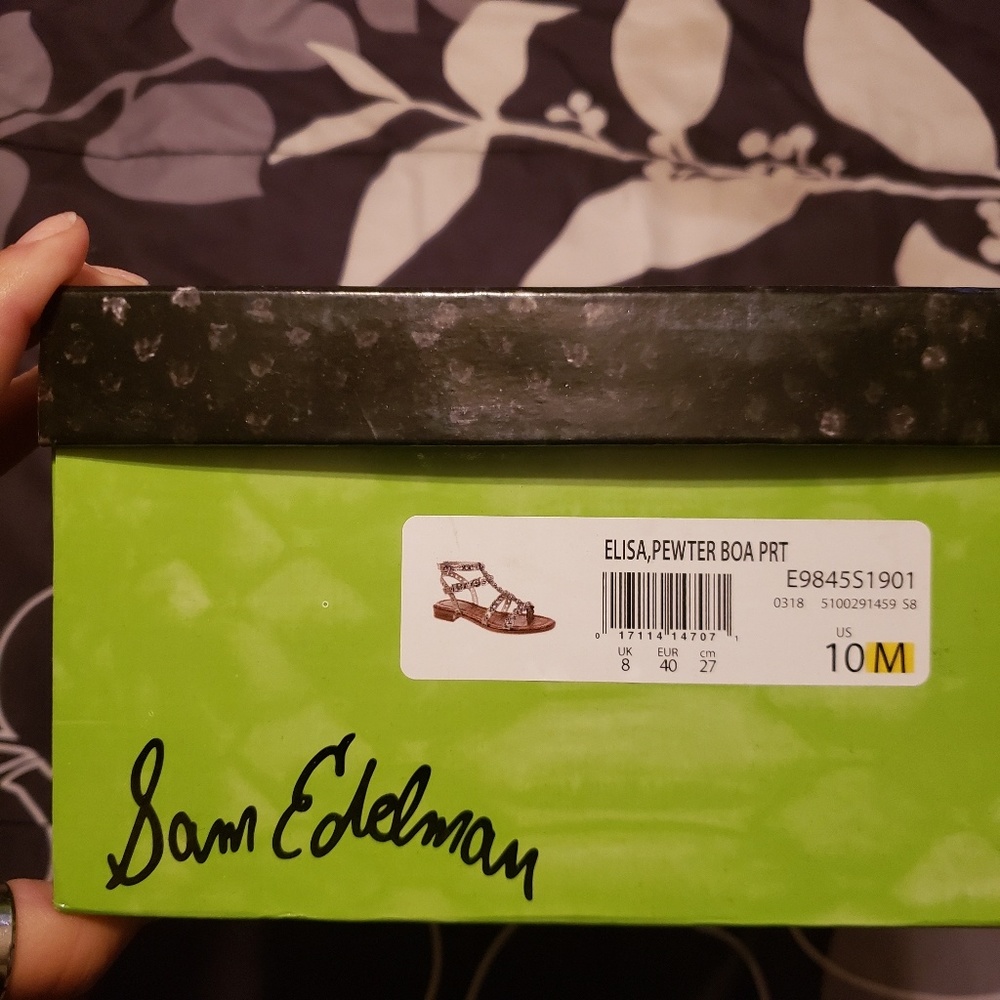 ELISA,PEWTER BOA PRT
E9845S1901
0318 5100291459 S8
0 17114 14707 1
UK EUR cm
8 40 27
US
10 M
Sam Edelman